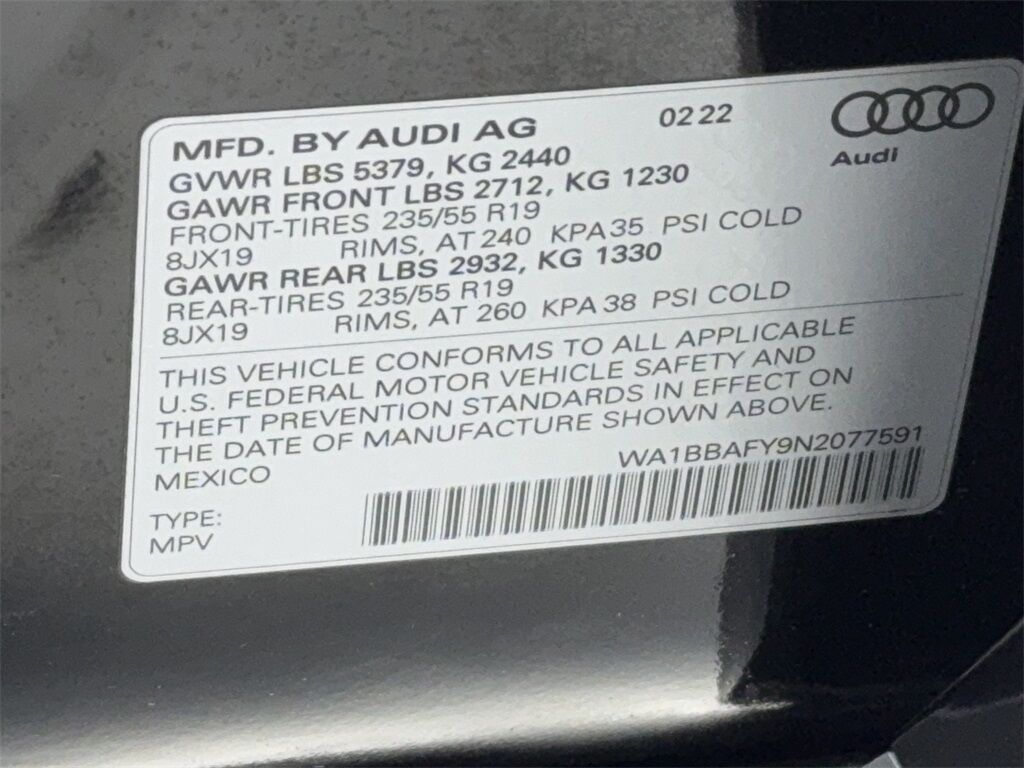 MFD. BY AUDI AG 02 22
Audi
GVWR LBS 5379, KG 2440
GAWR FRONT LBS 2712, KG 1230
FRONT-TIRES 235/55 R19
8JX19 RIMS, AT 240 KPA 35 PSI COLD
GAWR REAR LBS 2932, KG 1330
REAR-TIRES 235/55 R19
8JX19 RIMS, AT 260 KPA 38 PSI COLD
THIS VEHICLE CONFORMS TO ALL APPLICABLE
U.S. FEDERAL MOTOR VEHICLE SAFETY AND
THEFT PREVENTION STANDARDS IN EFFECT ON
THE DATE OF MANUFACTURE SHOWN ABOVE.
MEXICO WA1BBAFY9N2077591
TYPE:
MPV